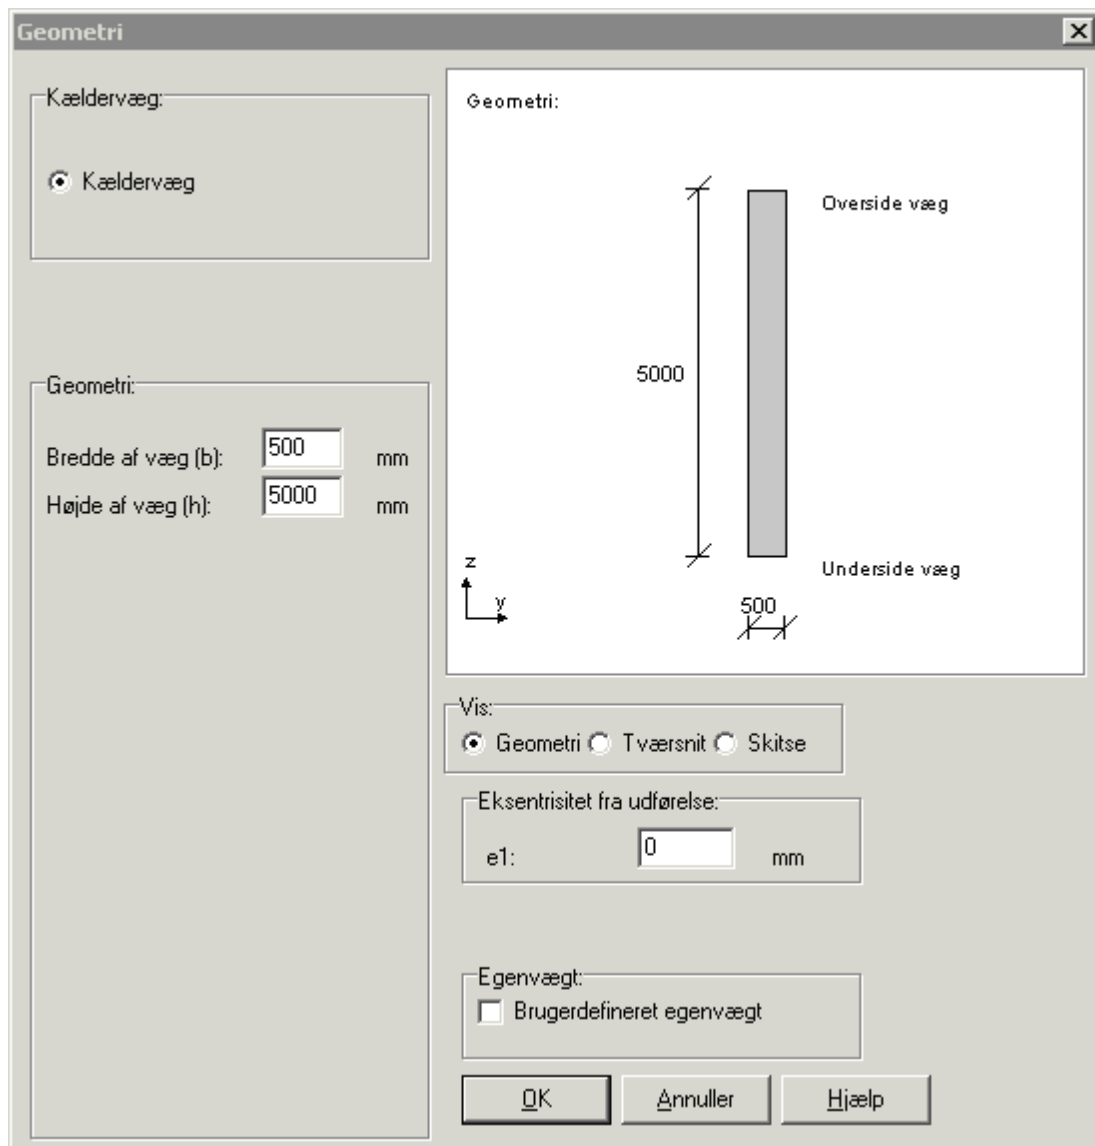 Geometri
Kældervæg:
Kældervæg
Geometri:
Bredde af væg (b): 500 mm
Højde af væg (h): 5000 mm
Geometri:
Overside væg
5000
Underside væg
z
y
500
Vis:
Geometri Tværsnit Skitse
Eksentrisitet fra udførelse:
e1: 0 mm
Egenvægt:
Brugerdefineret egenvægt
OK Annuller Hjælp